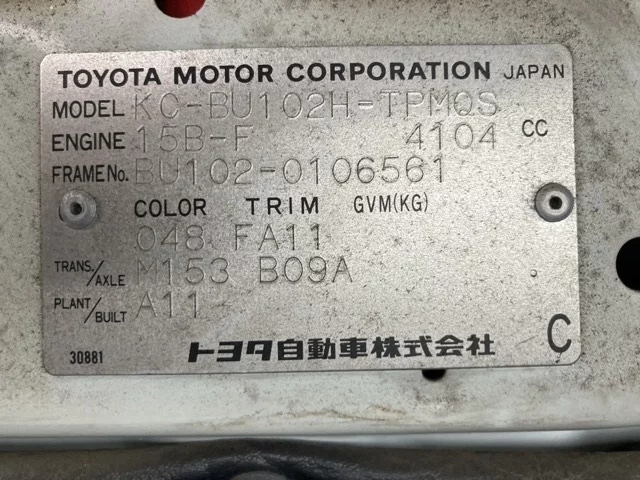 TOYOTA MOTOR CORPORATION JAPAN
MODEL KC-BU102H-TPMQS
ENGINE 15B-F 4104 CC
FRAME No. BU102-0106561
COLOR TRIM GVM(KG)
048 FA11
TRANS./AXLE M153 B09A
PLANT/BUILT A11
30881 トヨタ自動車株式会社 C